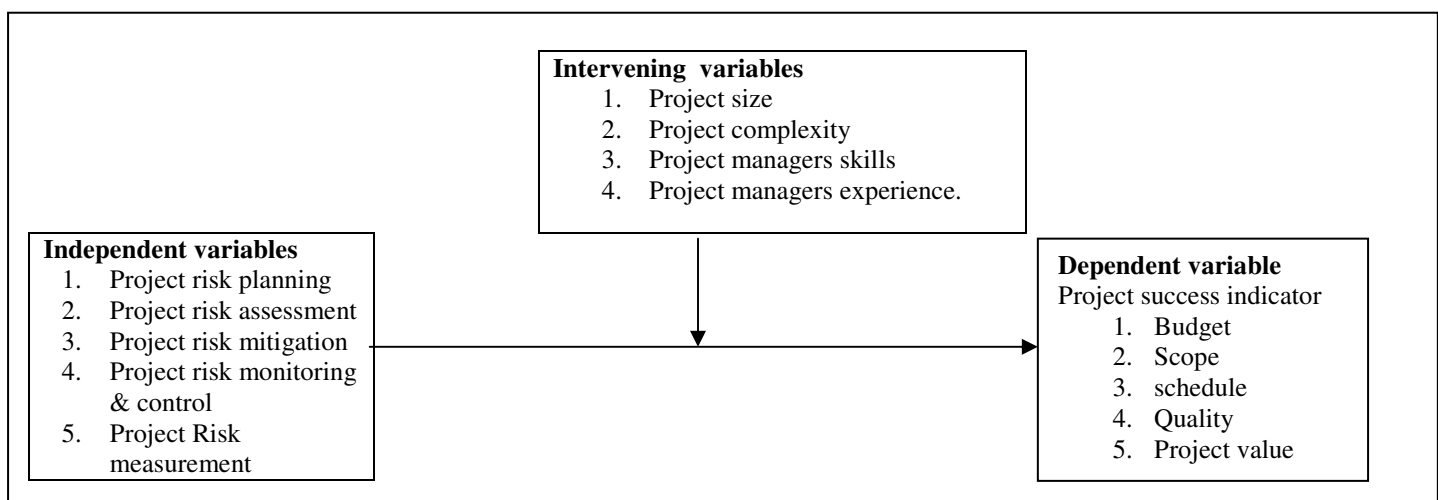 Intervening variables
1. Project size
2. Project complexity
3. Project managers skills
4. Project managers experience.
Independent variables
1. Project risk planning
2. Project risk assessment
3. Project risk mitigation
4. Project risk monitoring
& control
5. Project Risk
measurement
Dependent variable
Project success indicator
1. Budget
2. Scope
3. schedule
4. Quality
5. Project value